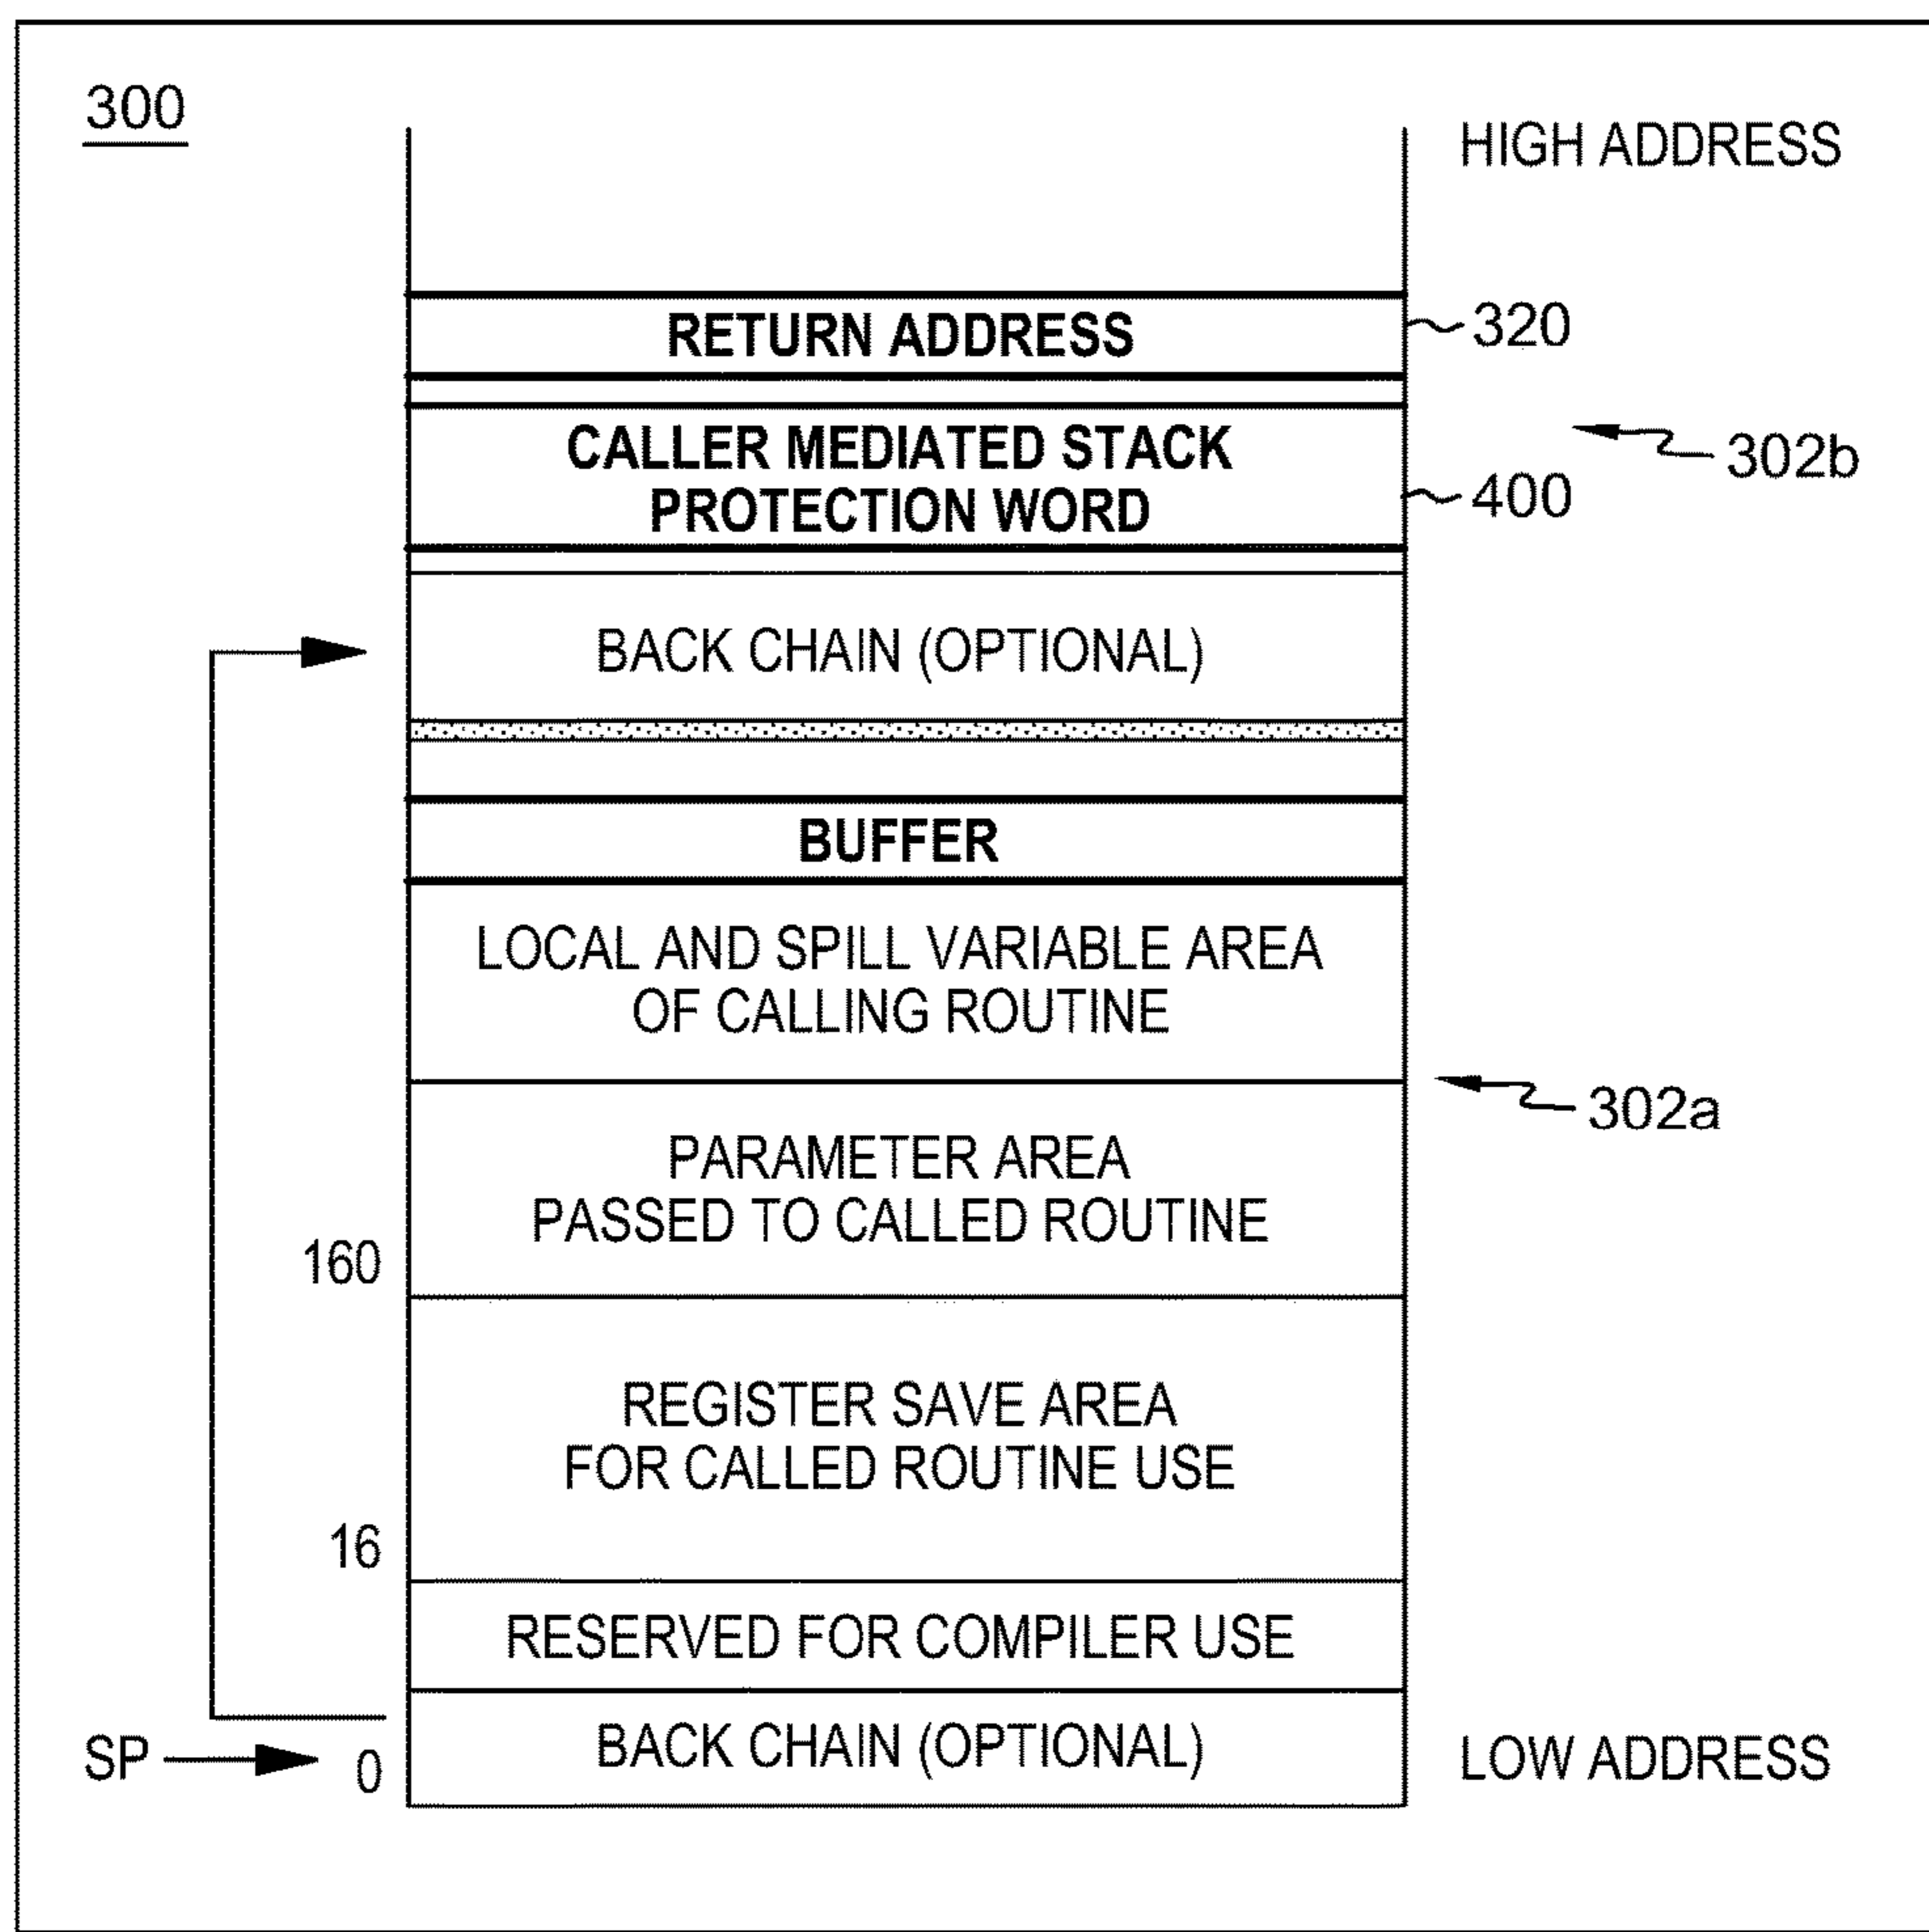 300
HIGH ADDRESS
RETURN ADDRESS
320
CALLER MEDIATED STACK
PROTECTION WORD
302b
400
BACK CHAIN (OPTIONAL)
BUFFER
LOCAL AND SPILL VARIABLE AREA
OF CALLING ROUTINE
302a
PARAMETER AREA
PASSED TO CALLED ROUTINE
160
REGISTER SAVE AREA
FOR CALLED ROUTINE USE
16
RESERVED FOR COMPILER USE
SP
0
BACK CHAIN (OPTIONAL)
LOW ADDRESS